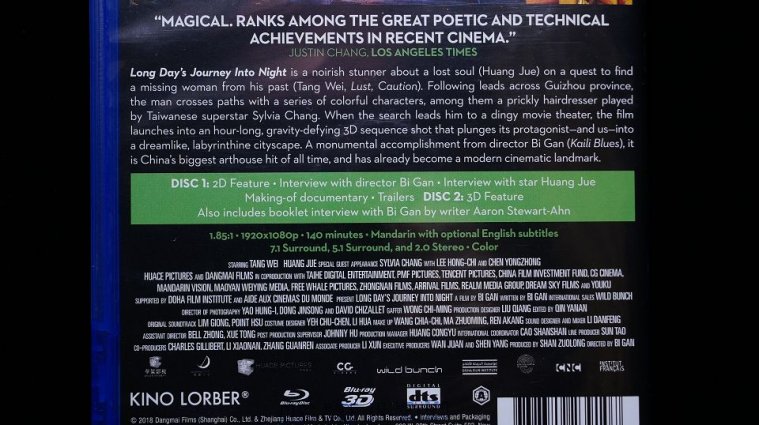 “MAGICAL. RANKS AMONG THE GREAT POETIC AND TECHNICAL
ACHIEVEMENTS IN RECENT CINEMA.”
JUSTIN CHANG, LOS ANGELES TIMES
Long Day’s Journey Into Night is a noirish stunner about a lost soul (Huang Jue) on a quest to find
a missing woman from his past (Tang Wei, Lust, Caution). Following leads across Guizhou province,
the man crosses paths with a series of colorful characters, among them a prickly hairdresser played
by Taiwanese superstar Sylvia Chang. When the search leads him to a dingy movie theater, the film
launches into an hour-long, gravity-defying 3D sequence shot that plunges its protagonist—and us—into
a dreamlike, labyrinthine cityscape. A monumental accomplishment from director Bi Gan (Kaili Blues), it
is China’s biggest arthouse hit of all time, and has already become a modern cinematic landmark.
DISC 1: 2D Feature • Interview with director Bi Gan • Interview with star Huang Jue
Making-of documentary • Trailers DISC 2: 3D Feature
Also includes booklet interview with Bi Gan by writer Aaron Stewart-Ahn
1.85:1 • 1920x1080p • 140 minutes • Mandarin with optional English subtitles
7.1 Surround, 5.1 Surround, and 2.0 Stereo • Color
STARRING TANG WEI HUANG JUE SPECIAL GUEST APPEARANCE SYLVIA CHANG WITH LEE HONG-CHI AND CHEN YONGZHONG
HUACE PICTURES AND DANGMAI FILMS IN COPRODUCTION WITH TAIHE DIGITAL ENTERTAINMENT, PMF PICTURES, TENCENT PICTURES, CHINA FILM INVESTMENT FUND, CG CINEMA,
MANDARIN VISION, MAOYAN WEIYING MEDIA, FREE WHALE PICTURES, ZHONGNAN FILMS, ARRIVAL FILMS, REALM MEDIA GROUP, DREAM SKY FILMS AND YOUKU
SUPPORTED BY DOHA FILM INSTITUTE AND AIDE AUX CINEMAS DU MONDE PRESENT LONG DAY'S JOURNEY INTO NIGHT A FILM BY BI GAN WRITTEN BY BI GAN INTERNATIONAL SALES WILD BUNCH
DIRECTOR OF PHOTOGRAPHY YAO HUNG-I, DONG JINSONG AND DAVID CHIZALLET GAFFER WONG CHI-MING PRODUCTION DESIGNER LIU QIANG EDITED BY QIN YANAN
ORIGINAL SOUNDTRACK LIM GIONG, POINT HSU COSTUME DESIGNER YEH CHU-CHEN, LI HUA MAKE UP WANG CHIA-CHI, MA ZHUOMING, REN AKANG SOUND DESIGNER AND MIXER LI DANFENG
ASSISTANT DIRECTOR BELL ZHONG, XUE TONG POST PRODUCTION SUPERVISOR JOHNNY HU PRODUCTION MANAGER HUANG CONGYU INTERNATIONAL COORDINATOR CAO SHANSHAN LINE PRODUCER SUN TAO
CO-PRODUCERS CHARLES GILLIBERT, LI XIAONAN, ZHANG GUANREN ASSOCIATE PRODUCER LI XUN EXECUTIVE PRODUCERS WAN JUAN AND SHEN YANG PRODUCED BY SHAN ZUOLONG DIRECTED BY BI GAN
HUACE PICTURES CG wild bunch CNC INSTITUT FRANÇAIS
KINO LORBER® Blu-ray Disc Blu-ray 3D DIGITAL dts SURROUND A
© 2018 Dangmai Films (Shanghai) Co., Ltd. & Zhejiang Huace Film & TV Co., Ltd. All Rights Reserved. • Interviews and Packaging